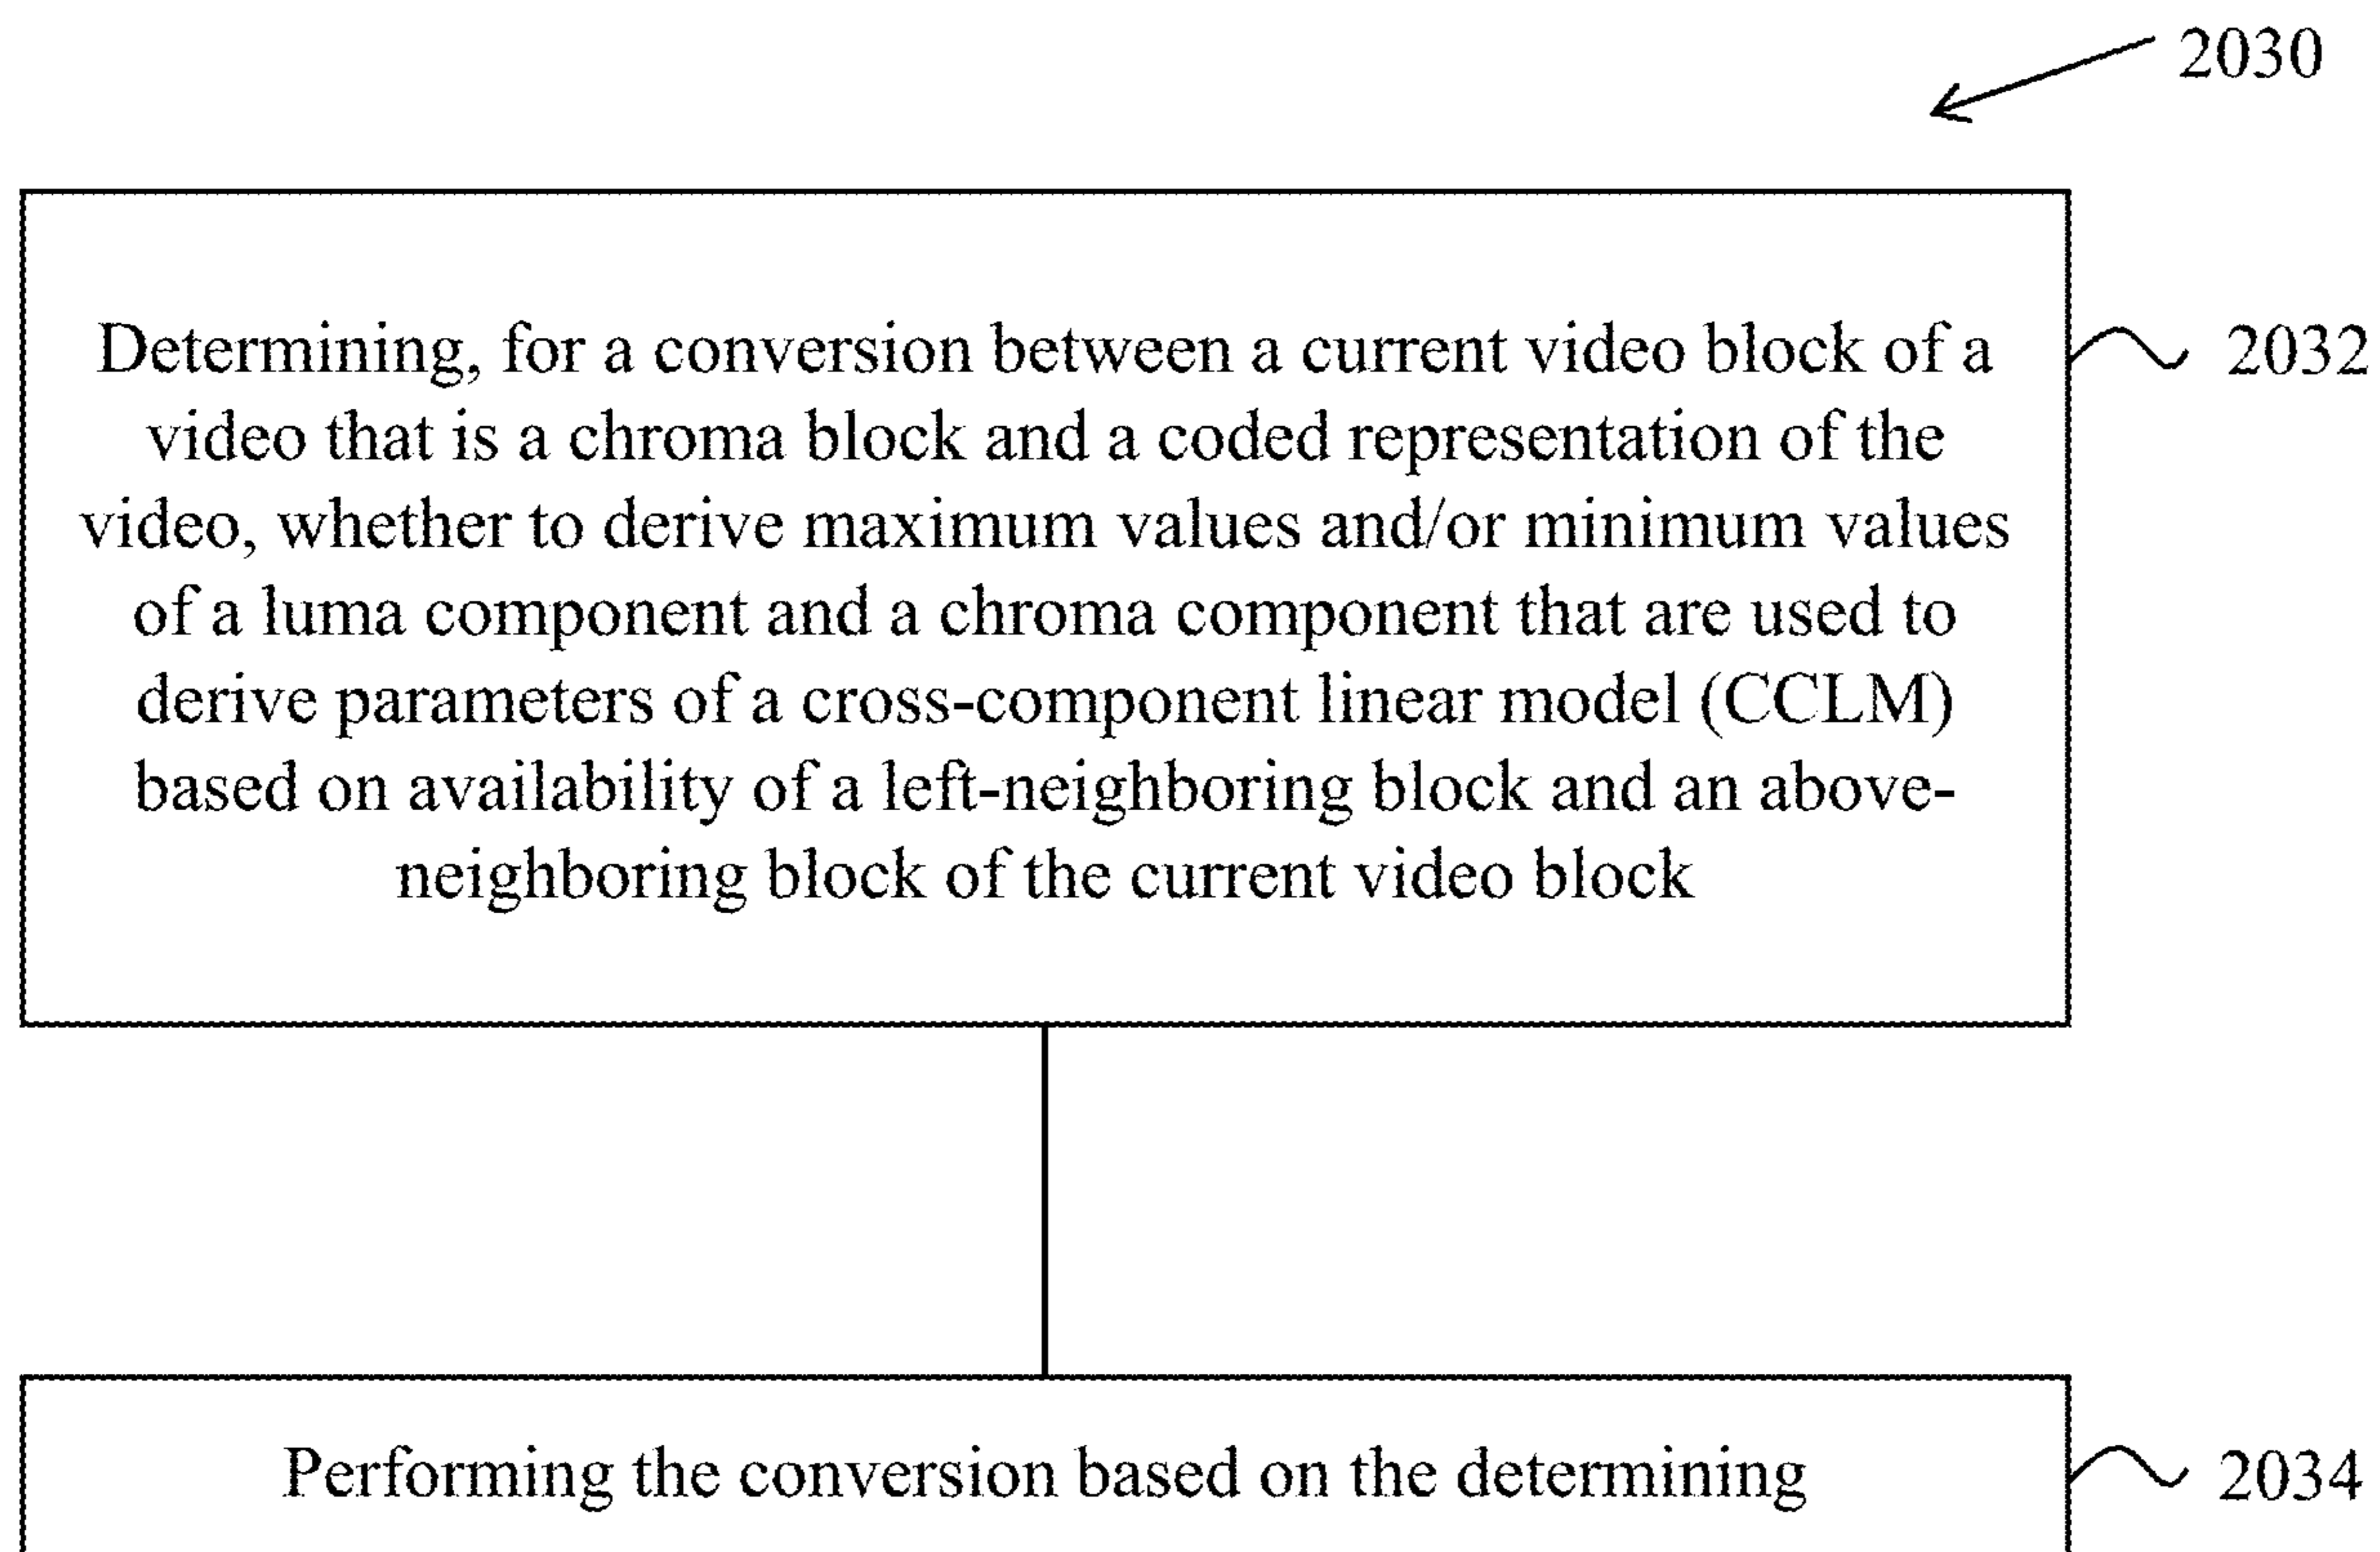 2030
Determining, for a conversion between a current video block of a
video that is a chroma block and a coded representation of the
video, whether to derive maximum values and/or minimum values
of a luma component and a chroma component that are used to
derive parameters of a cross-component linear model (CCLM)
based on availability of a left-neighboring block and an above-
neighboring block of the current video block
2032
Performing the conversion based on the determining
2034